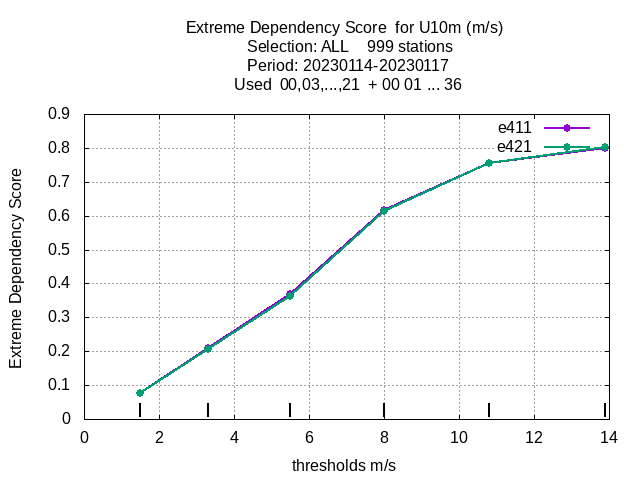 Extreme Dependency Score  for U10m (m/s)
Selection: ALL    999 stations
Period: 20230114-20230117
Used  00,03,...,21  + 00 01 ... 36
e411
e421
Extreme Dependency Score
0.9
0.8
0.7
0.6
0.5
0.4
0.3
0.2
0.1
0
0 2 4 6 8 10 12 14
thresholds m/s